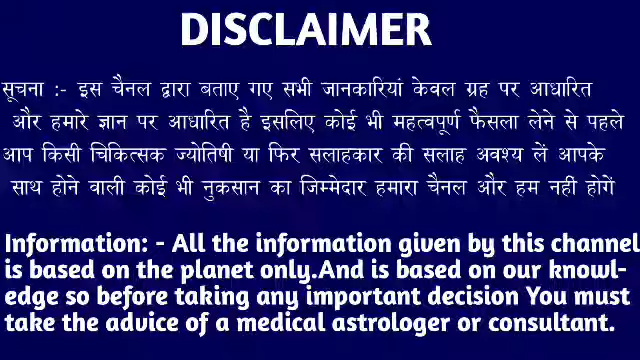 DISCLAIMER
सूचना :- इस चैनल द्वारा बताए गए सभी जानकारियां केवल ग्रह पर आधारित
और हमारे ज्ञान पर आधारित है इसलिए कोई भी महत्वपूर्ण फैसला लेने से पहले
आप किसी चिकित्सक ज्योतिषी या फिर सलाहकार की सलाह अवश्य लें आपके
साथ होने वाली कोई भी नुकसान का जिम्मेदार हमारा चैनल और हम नही होगें
Information: - All the information given by this channel
is based on the planet only.And is based on our knowl-
edge so before taking any important decision You must
take the advice of a medical astrologer or consultant.